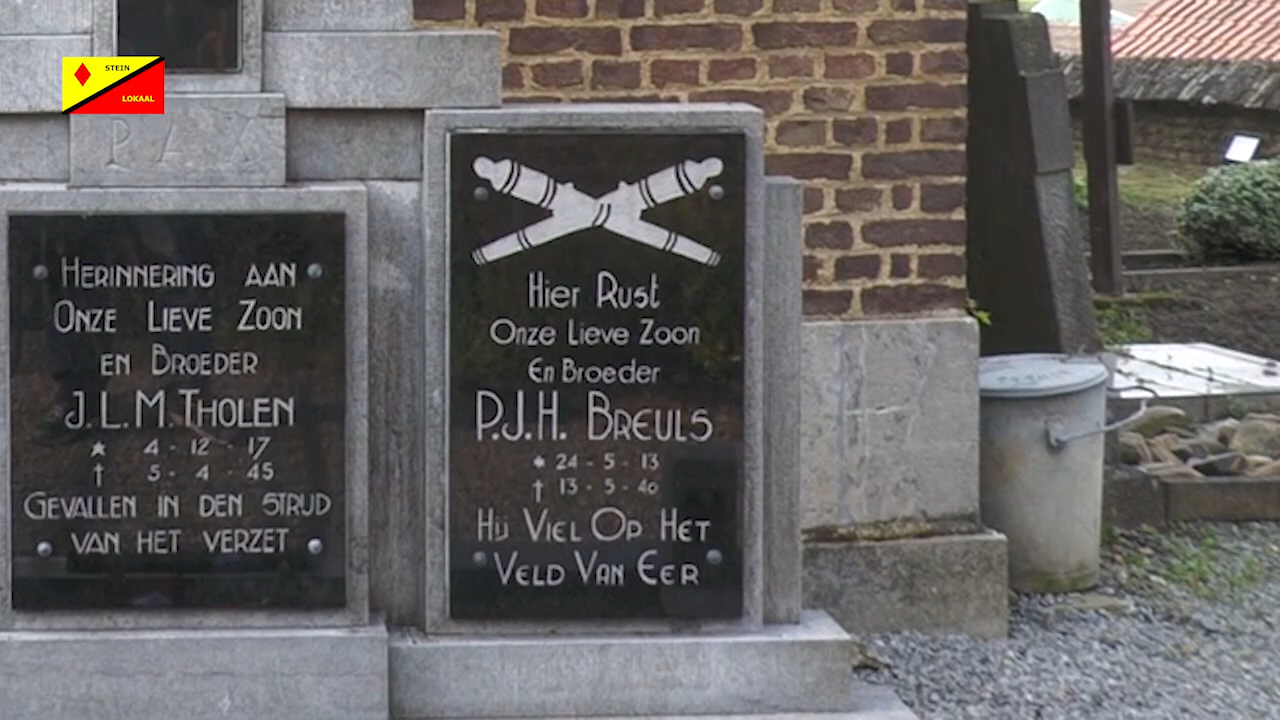 STEIN
LOKAAL
PAX
HERINNERING AAN
ONZE LIEVE ZOON
EN BROEDER
J.L.M. THOLEN
* 4 - 12 - 17
† 5 - 4 - 45
GEVALLEN IN DEN STRIJD
VAN HET VERZET
Hier Rust
Onze Lieve Zoon
En Broeder
P.J.H. BREULS
* 24 - 5 - 13
† 13 - 5 - 40
Hij Viel Op Het
Veld Van Eer